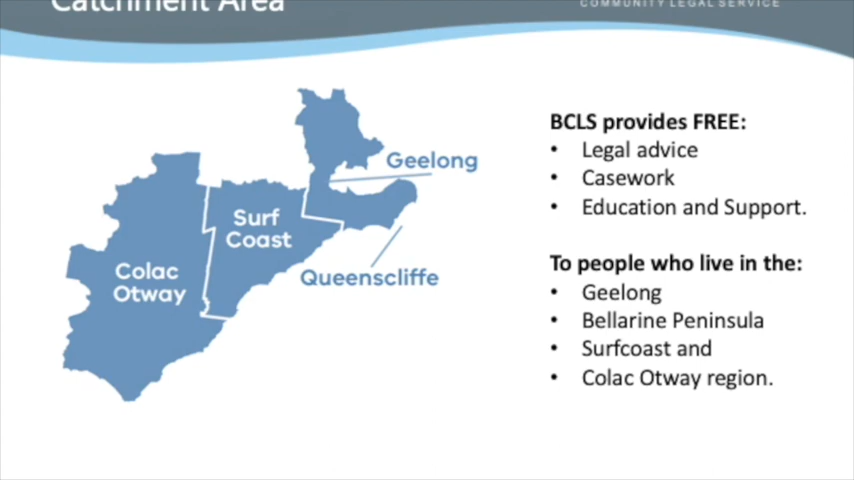 Catchment Area
COMMUNITY LEGAL SERVICE
Geelong
Surf
Coast
Colac
Otway
Queenscliffe
BCLS provides FREE:
• Legal advice
• Casework
• Education and Support.
To people who live in the:
• Geelong
• Bellarine Peninsula
• Surfcoast and
• Colac Otway region.